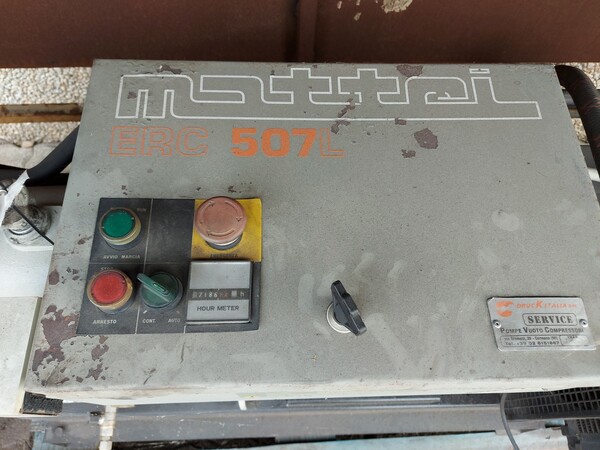 mattei
ERC 507L
AVVIO MARCIA
ARRESTO
CONT AUTO
HOUR METER
SERVICE
POMPE VUOTO COMPRESSORI